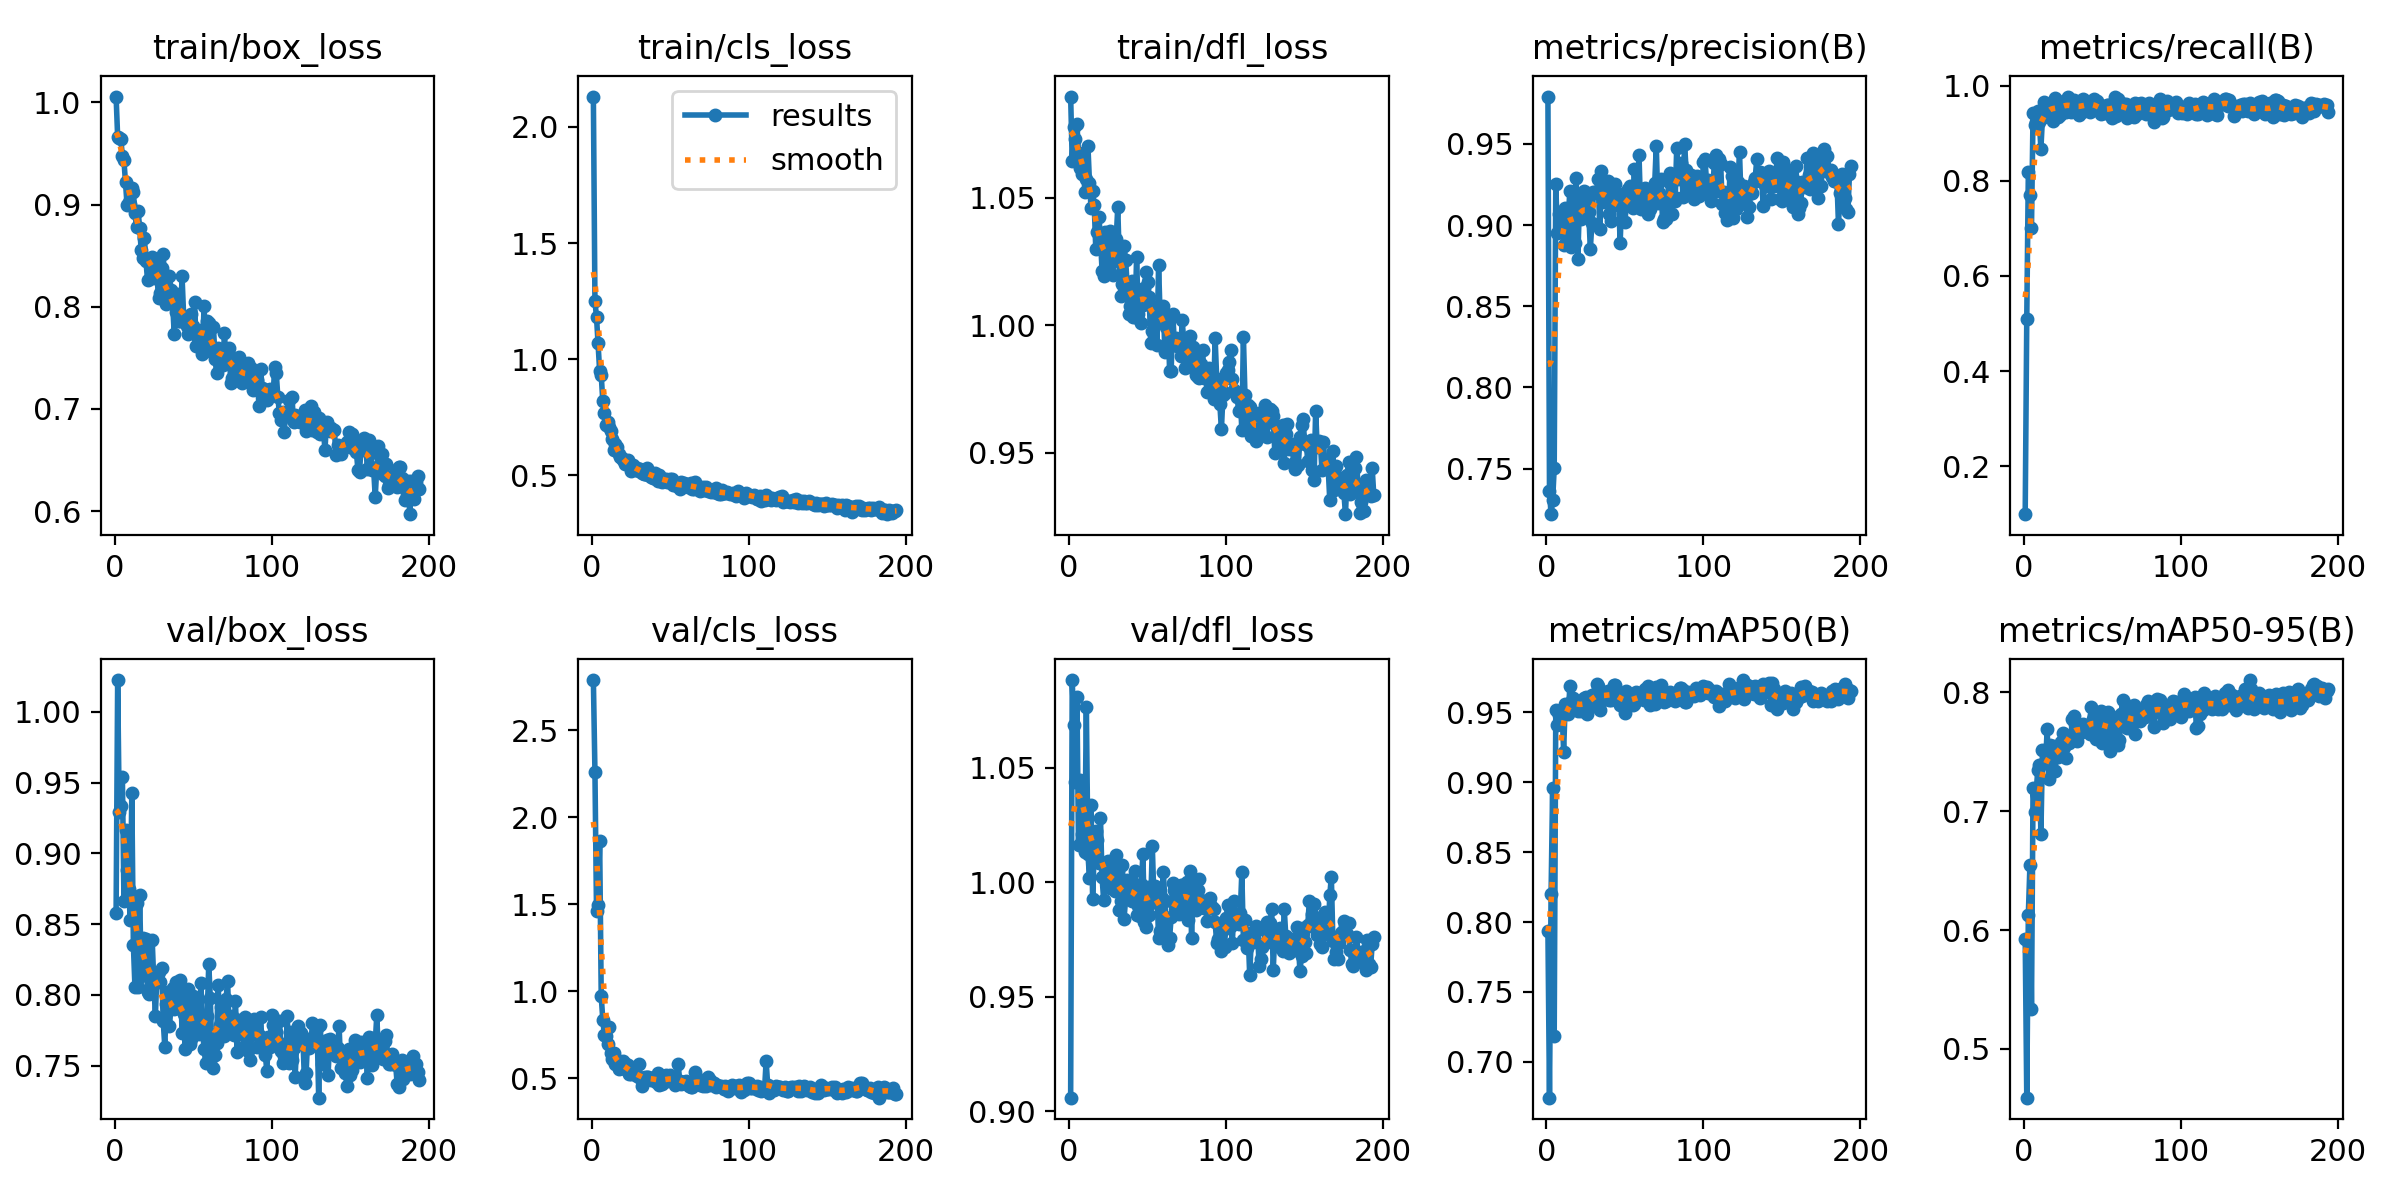 train/box_loss
1.0
0.9
0.8
0.7
0.6
0 100 200
train/cls_loss
results
smooth
2.0
1.5
1.0
0.5
0 100 200
train/dfl_loss
1.05
1.00
0.95
0 100 200
metrics/precision(B)
0.95
0.90
0.85
0.80
0.75
0 100 200
metrics/recall(B)
1.0
0.8
0.6
0.4
0.2
0 100 200
val/box_loss
1.00
0.95
0.90
0.85
0.80
0.75
0 100 200
val/cls_loss
2.5
2.0
1.5
1.0
0.5
0 100 200
val/dfl_loss
1.05
1.00
0.95
0.90
0 100 200
metrics/mAP50(B)
0.95
0.90
0.85
0.80
0.75
0.70
0 100 200
metrics/mAP50-95(B)
0.8
0.7
0.6
0.5
0 100 200